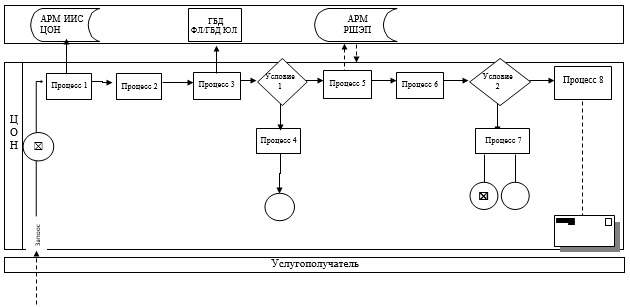 АРМ ИИС
ЦОН
ГБД
ФЛ/ГБД ЮЛ
АРМ
РШЭП
ЦОН
Процесс 1
Процесс 2
Процесс 3
Условие
1
Процесс 5
Процесс 6
Условие
2
Процесс 8
Процесс 4
Процесс 7
Запрос
Услугополучатель